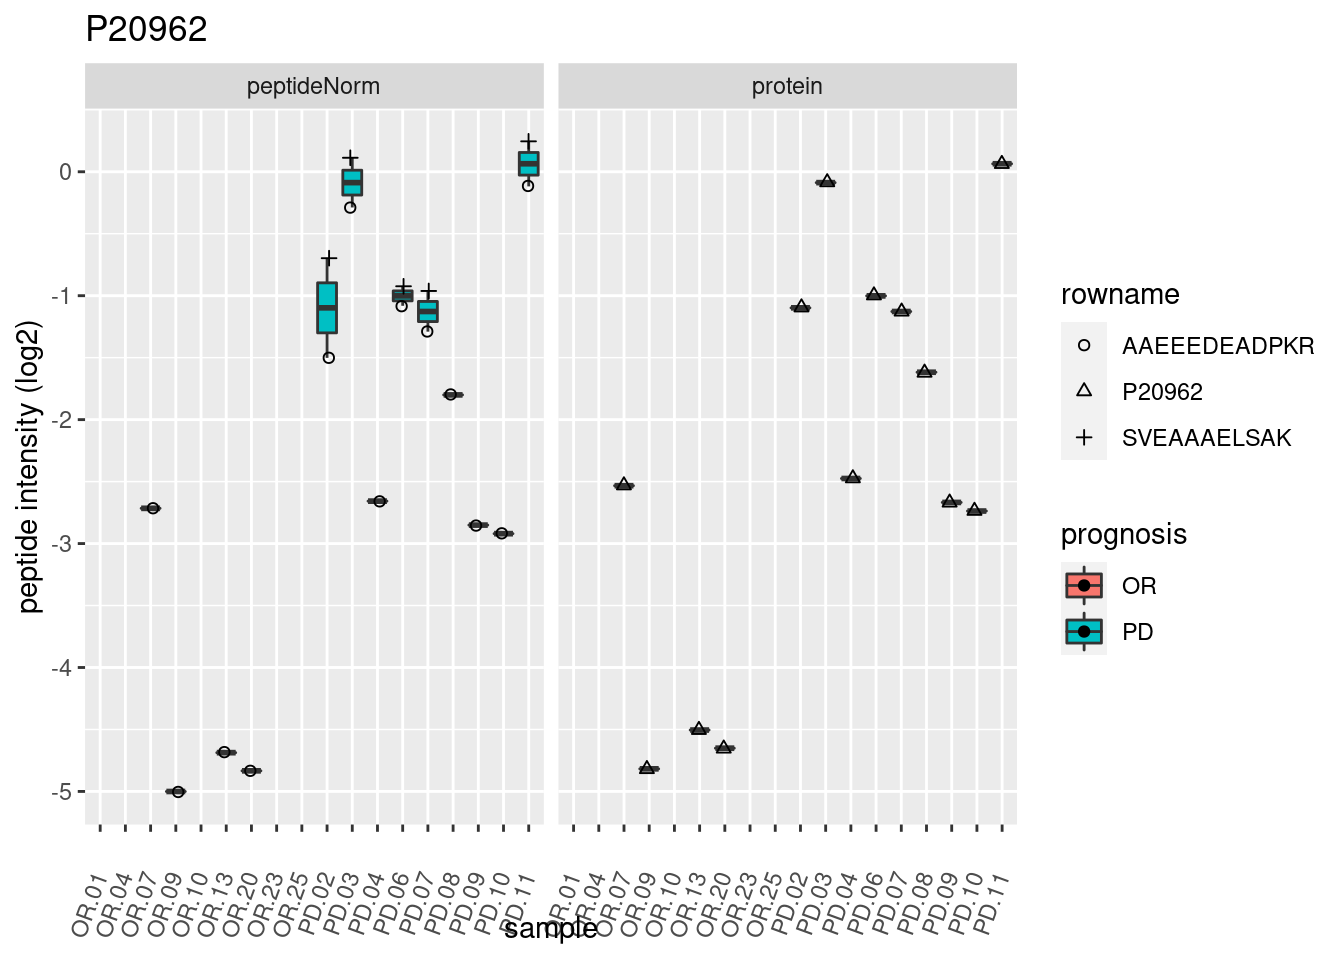 P20962
peptideNorm
protein
peptide intensity (log2)
0
-1
-2
-3
-4
-5
OR.01
OR.04
OR.07
OR.09
OR.10
OR.13
OR.20
OR.23
OR.25
PD.02
PD.03
PD.04
PD.06
PD.07
PD.08
PD.09
PD.10
PD.11
OR.01
OR.04
OR.07
OR.09
OR.10
OR.13
OR.20
OR.23
OR.25
PD.02
PD.03
PD.04
PD.06
PD.07
PD.08
PD.09
PD.10
PD.11
sample
rowname
AAEEEDEADPKR
P20962
SVEAAAELSAK
prognosis
OR
PD